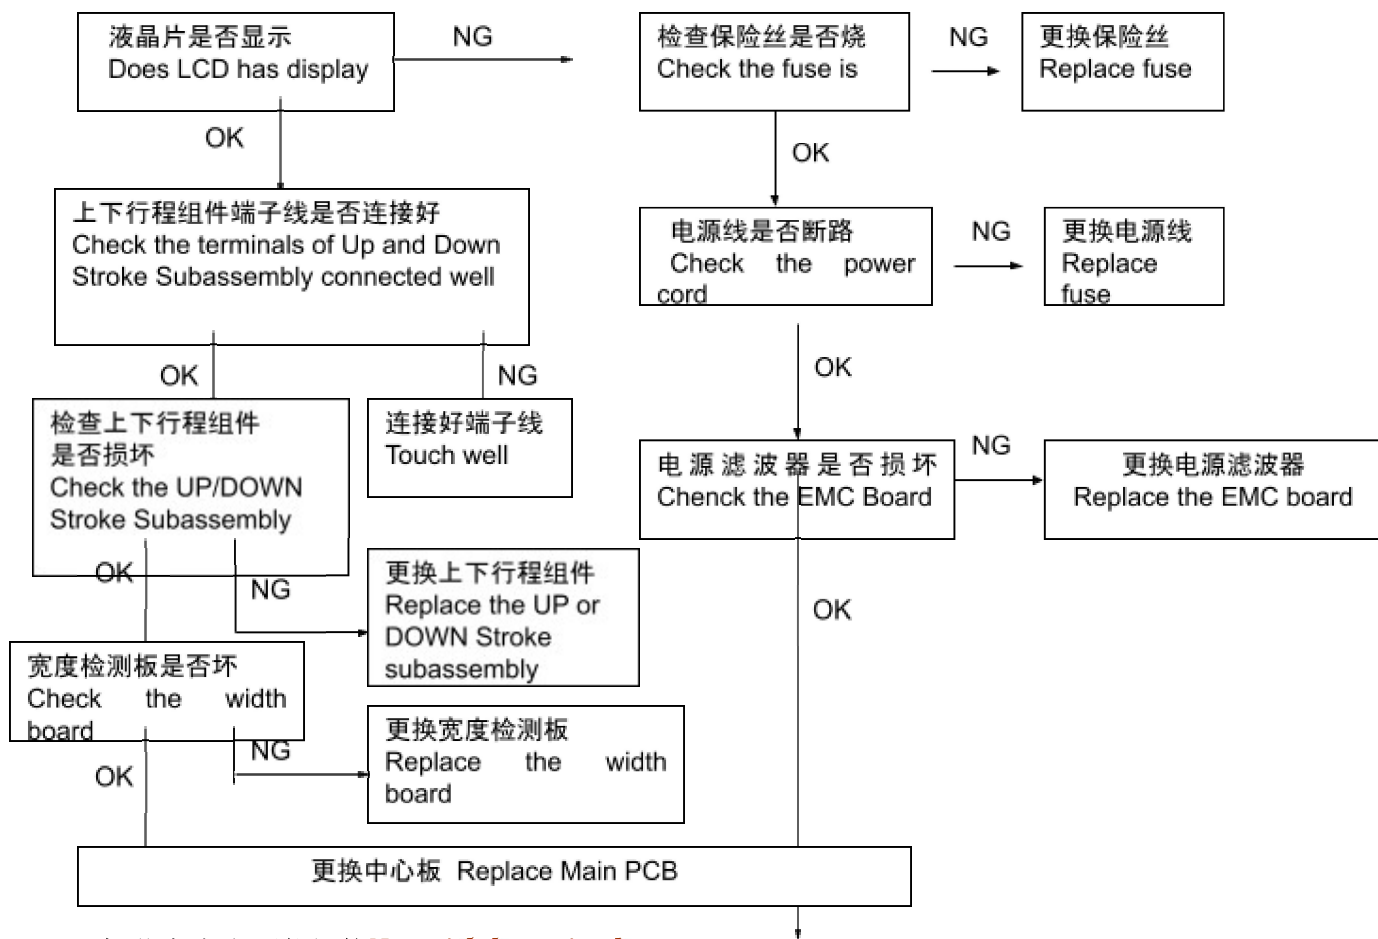 液晶片是否显示
Does LCD has display
NG
检查保险丝是否烧
Check the fuse is
NG
更换保险丝
Replace fuse
OK
OK
上下行程组件端子线是否连接好
Check the terminals of Up and Down
Stroke Subassembly connected well
电源线是否断路
Check the power
cord
NG
更换电源线
Replace
fuse
OK
NG
OK
检查上下行程组件
是否损坏
Check the UP/DOWN
Stroke Subassembly
连接好端子线
Touch well
电源滤波器是否损坏
Chenck the EMC Board
NG
更换电源滤波器
Replace the EMC board
OK
NG
更换上下行程组件
Replace the UP or
DOWN Stroke
subassembly
OK
宽度检测板是否坏
Check the width
board
NG
OK
更换宽度检测板
Replace the width
board
更换中心板 Replace Main PCB